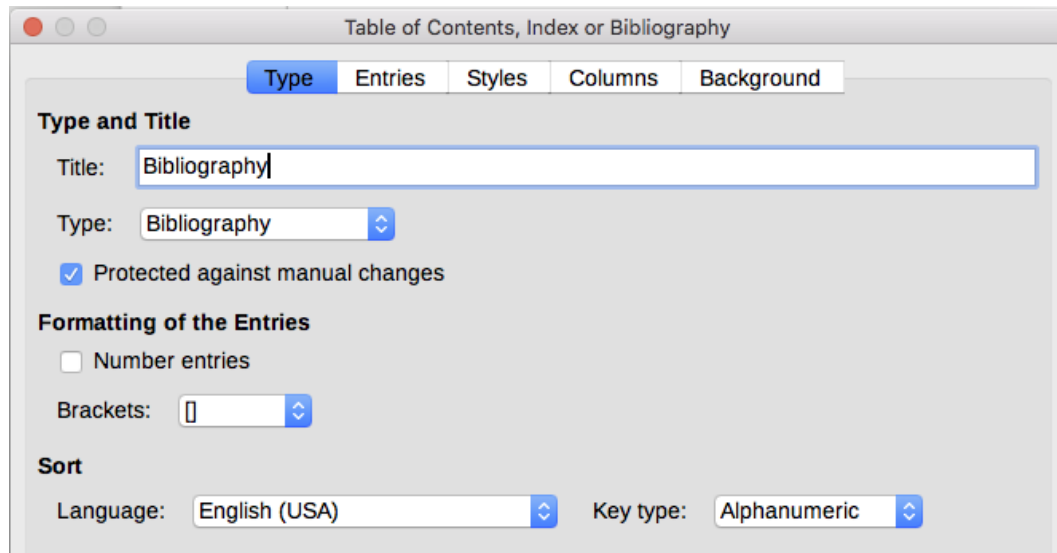 Table of Contents, Index or Bibliography
Type Entries Styles Columns Background
Type and Title
Title: Bibliography
Type: Bibliography
Protected against manual changes
Formatting of the Entries
Number entries
Brackets: []
Sort
Language: English (USA) Key type: Alphanumeric